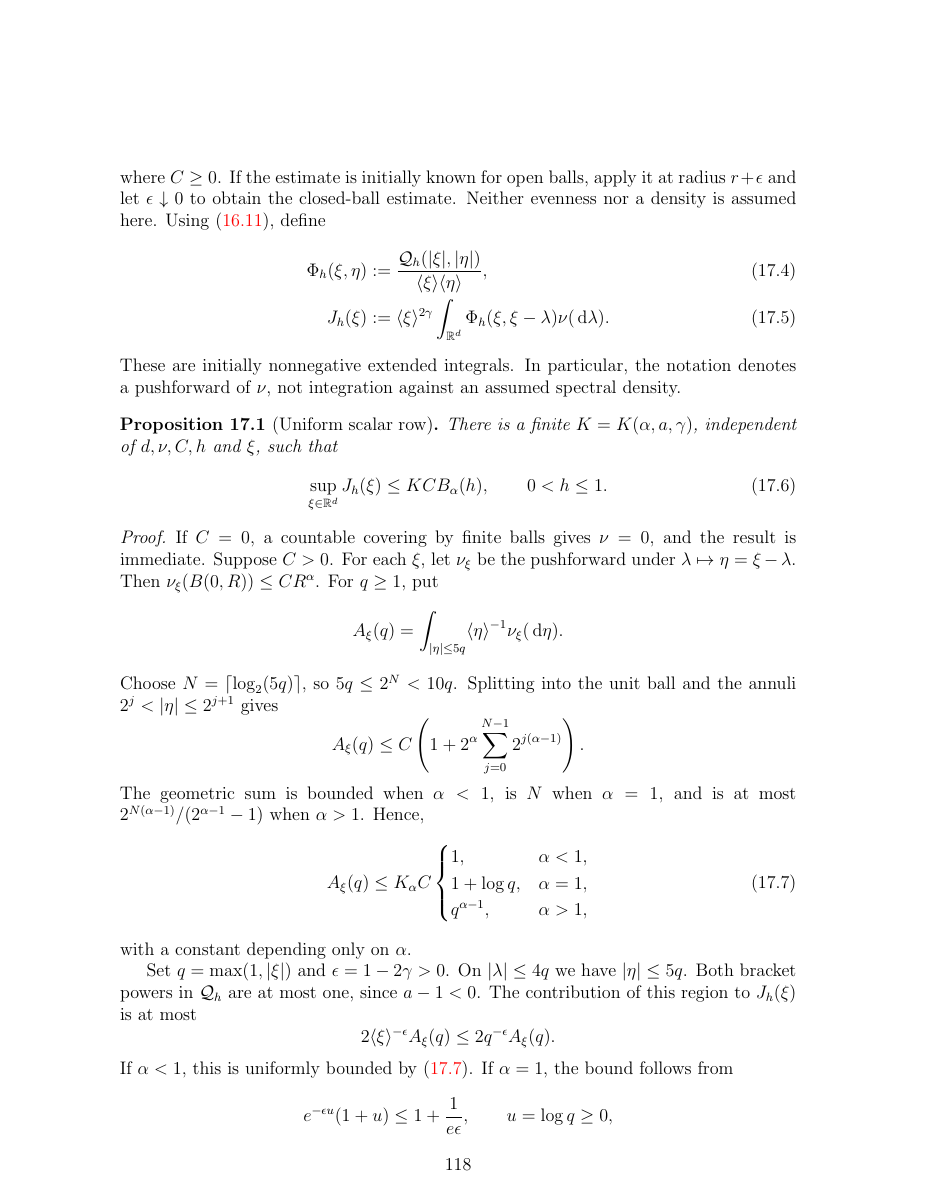 where C ≥ 0. If the estimate is initially known for open balls, apply it at radius r+ϵ and
let ϵ ↓ 0 to obtain the closed-ball estimate. Neither evenness nor a density is assumed
here. Using (16.11), define
Φ_h(ξ, η) := 𝒬_h(|ξ|, |η|) / ⟨ξ⟩⟨η⟩, (17.4)
J_h(ξ) := ⟨ξ⟩^{2γ} ∫_{ℝ^d} Φ_h(ξ, ξ − λ)ν( dλ). (17.5)
These are initially nonnegative extended integrals. In particular, the notation denotes
a pushforward of ν, not integration against an assumed spectral density.
Proposition 17.1 (Uniform scalar row). There is a finite K = K(α, a, γ), independent
of d, ν, C, h and ξ, such that
sup_{ξ∈ℝ^d} J_h(ξ) ≤ KCB_α(h), 0 < h ≤ 1. (17.6)
Proof. If C = 0, a countable covering by finite balls gives ν = 0, and the result is
immediate. Suppose C > 0. For each ξ, let ν_ξ be the pushforward under λ ↦ η = ξ − λ.
Then ν_ξ(B(0, R)) ≤ CR^α. For q ≥ 1, put
A_ξ(q) = ∫_{|η|≤5q} ⟨η⟩^{−1} ν_ξ( dη).
Choose N = ⌈log_2(5q)⌉, so 5q ≤ 2^N < 10q. Splitting into the unit ball and the annuli
2^j < |η| ≤ 2^{j+1} gives
A_ξ(q) ≤ C (1 + 2^α ∑_{j=0}^{N−1} 2^{j(α−1)}).
The geometric sum is bounded when α < 1, is N when α = 1, and is at most
2^{N(α−1)}/(2^{α−1} − 1) when α > 1. Hence,
A_ξ(q) ≤ K_αC { 1, α < 1,
1 + log q, α = 1, (17.7)
q^{α−1}, α > 1,
with a constant depending only on α.
Set q = max(1, |ξ|) and ϵ = 1 − 2γ > 0. On |λ| ≤ 4q we have |η| ≤ 5q. Both bracket
powers in 𝒬_h are at most one, since a − 1 < 0. The contribution of this region to J_h(ξ)
is at most
2⟨ξ⟩^{−ϵ}A_ξ(q) ≤ 2q^{−ϵ}A_ξ(q).
If α < 1, this is uniformly bounded by (17.7). If α = 1, the bound follows from
e^{−ϵu}(1 + u) ≤ 1 + 1/(eϵ), u = log q ≥ 0,
118